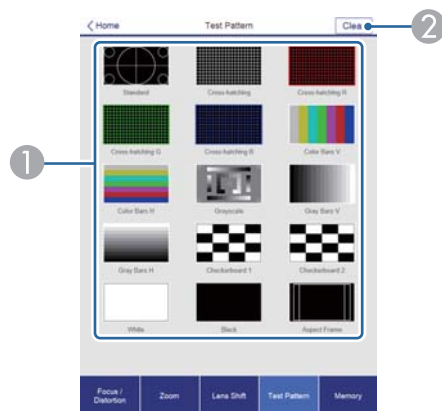 Home Test Pattern Clea 2
Standard Cross-hatching Cross-hatching R
Cross-hatching G Cross-hatching B Color Bars V
1
Color Bars H Grayscale Gray Bars V
Gray Bars H Checkerboard 1 Checkerboard 2
White Black Aspect Frame
Focus / Distortion Zoom Lens Shift Test Pattern Memory